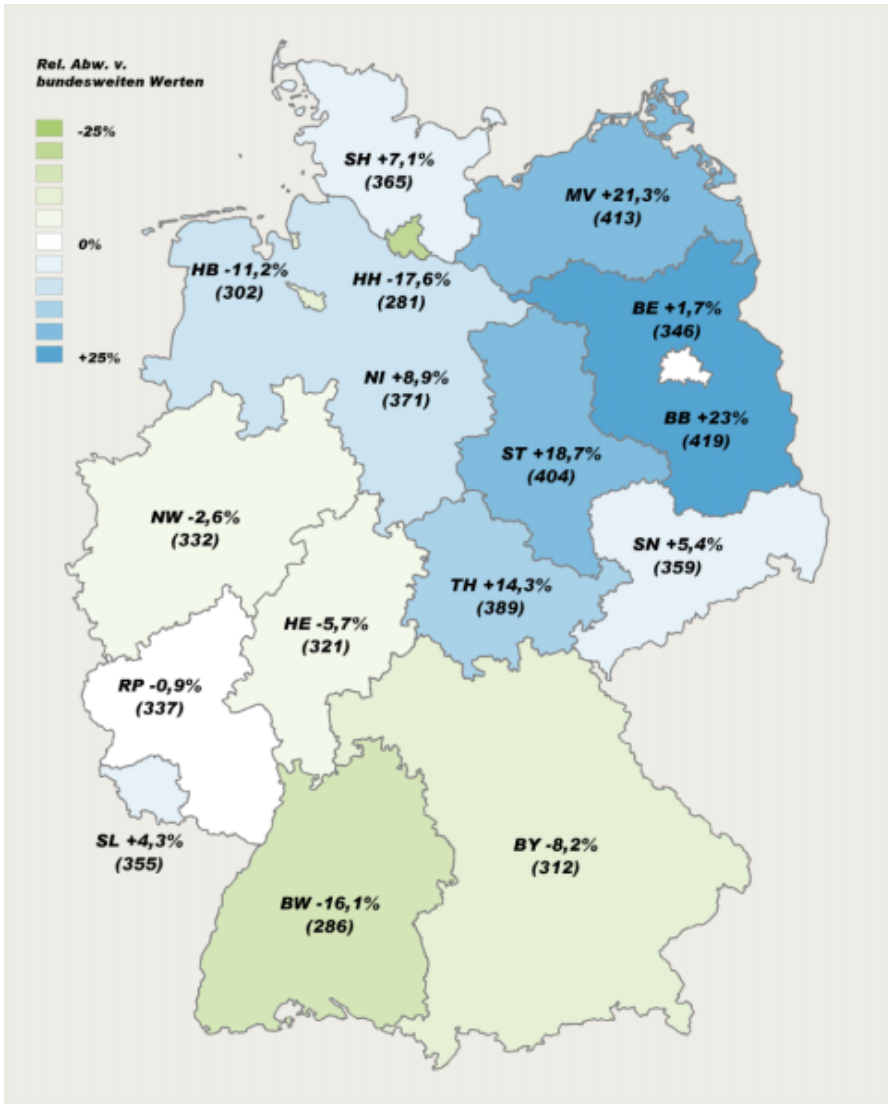 Rel. Abw. v.
bundesweiten Werten
-25%
0%
+25%
SH +7,1%
(365)
MV +21,3%
(413)
HB -11,2%
(302)
HH -17,6%
(281)
BE +1,7%
(346)
NI +8,9%
(371)
BB +23%
(419)
ST +18,7%
(404)
NW -2,6%
(332)
SN +5,4%
(359)
TH +14,3%
(389)
HE -5,7%
(321)
RP -0,9%
(337)
SL +4,3%
(355)
BY -8,2%
(312)
BW -16,1%
(286)